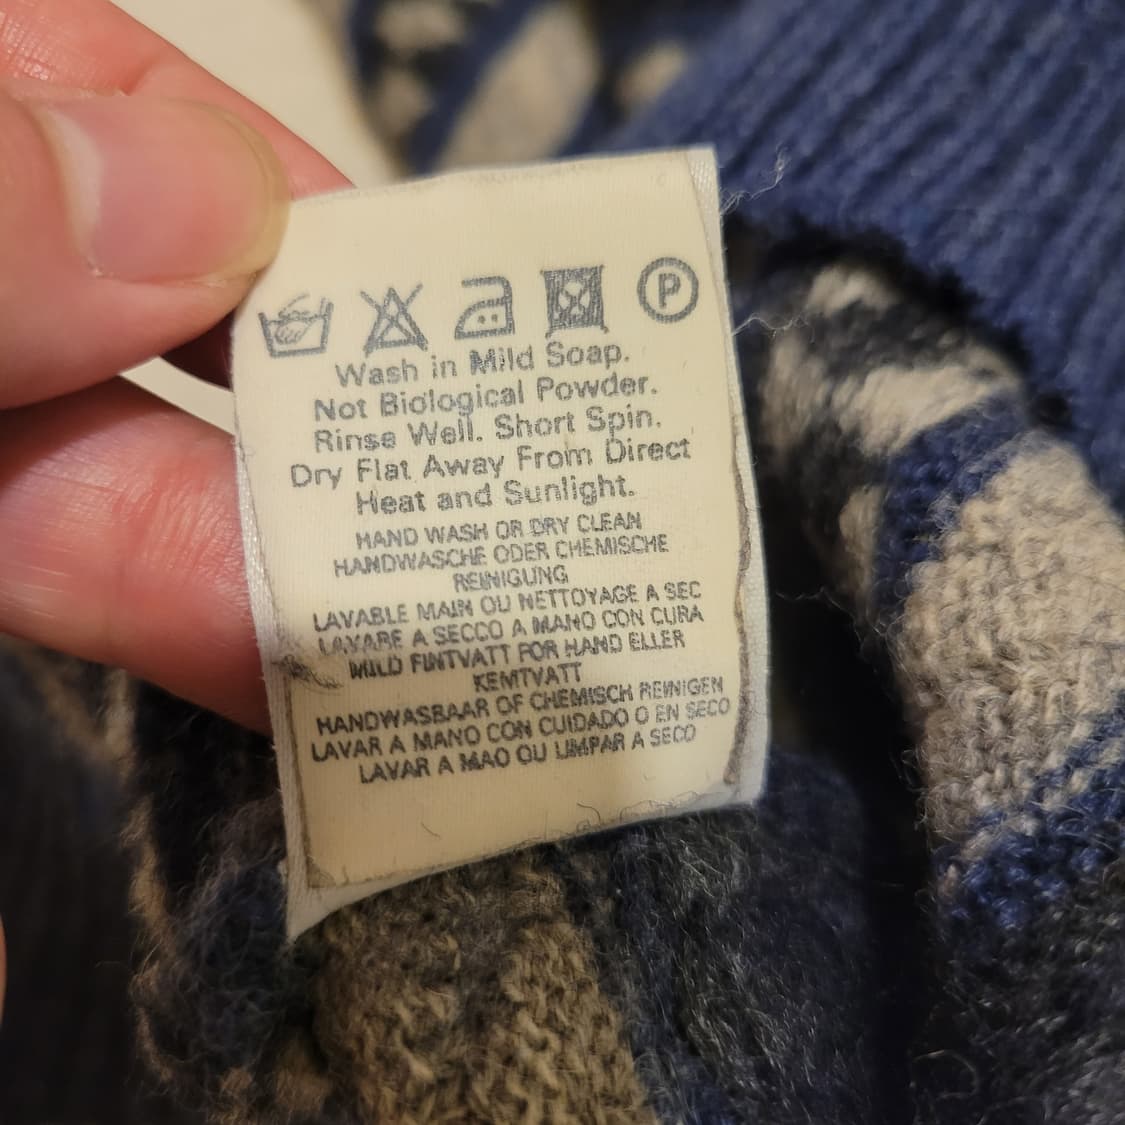 P
Wash in Mild Soap.
Not Biological Powder.
Rinse Well. Short Spin.
Dry Flat Away From Direct
Heat and Sunlight.
HAND WASH OR DRY CLEAN
HANDWASCHE ODER CHEMISCHE
REINIGUNG
LAVABLE MAIN OU NETTOYAGE A SEC
LAVARE A SECCO A MANO CON CURA
MILD FINTVATT FOR HAND ELLER
KEMTVATT
HANDWASBAAR OF CHEMISCH REINIGEN
LAVAR A MANO CON CUIDADO O EN SECO
LAVAR A MAO OU LIMPAR A SECO